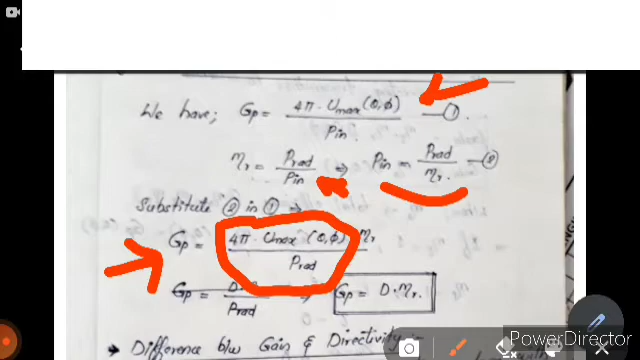 We have; Gp = 4π · Umax (θ, φ) / Pin. —①.
ηr = Prad / Pin ⇒ Pin = Prad / ηr. —②
Substitute ② in ① ⇒
Gp = 4π · Umax (θ, φ) ηr / Prad
Gp = / Prad ⇒ Gp = D·ηr.
→ Difference b/w Gain & Directivity
PowerDirector